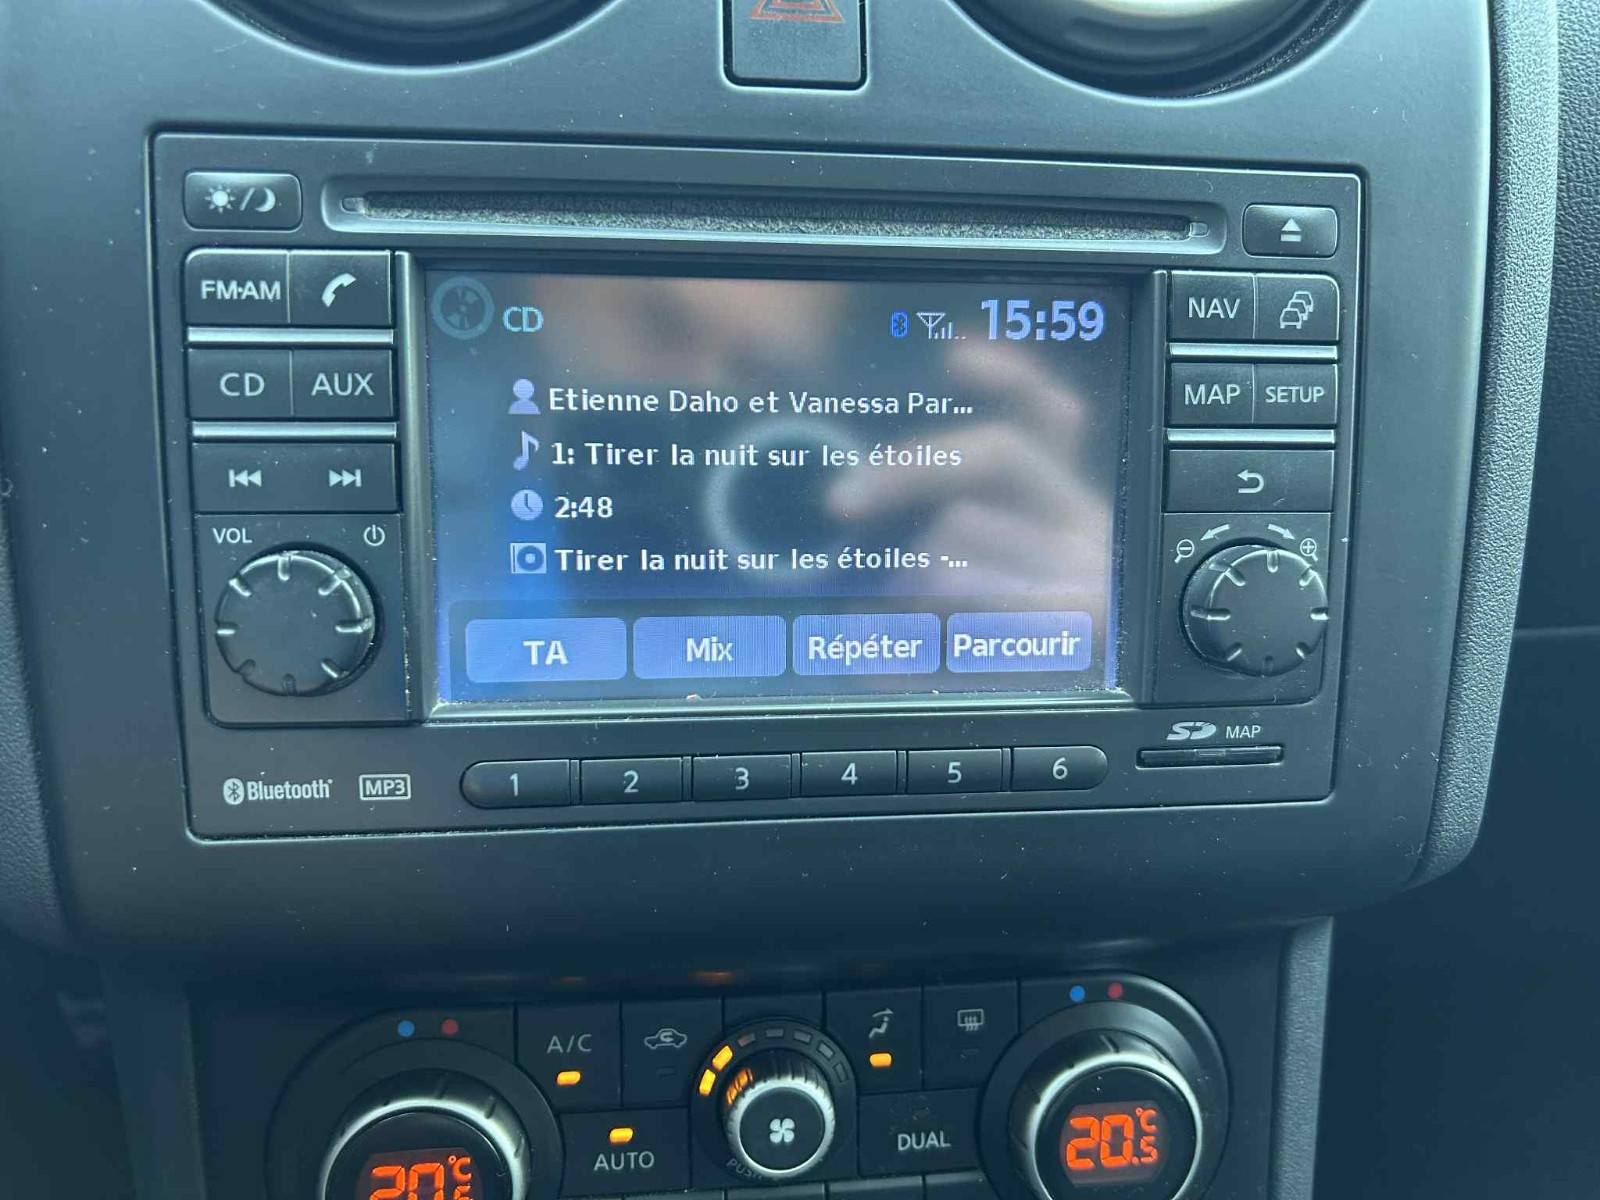 FM·AM
CD
AUX
VOL
CD
15:59
Etienne Daho et Vanessa Par...
1: Tirer la nuit sur les étoiles
2:48
Tirer la nuit sur les étoiles -...
TA
Mix
Répéter
Parcourir
NAV
MAP
SETUP
SD MAP
Bluetooth
MP3
1
2
3
4
5
6
A/C
AUTO
PUSH
DUAL
20°C
20.5°C